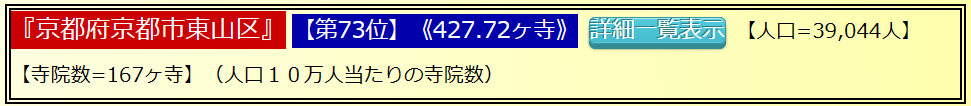 『京都府京都市東山区』 【第73位】《427.72ヶ寺》 詳細一覧表示 【人口=39,044人】
【寺院数=167ヶ寺】（人口１０万人当たりの寺院数）